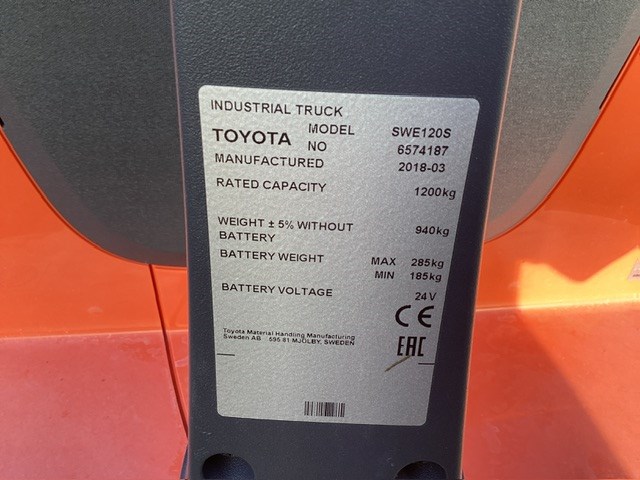 INDUSTRIAL TRUCK
TOYOTA MODEL SWE120S
NO 6574187
MANUFACTURED 2018-03
RATED CAPACITY 1200kg
WEIGHT ± 5% WITHOUT
BATTERY 940kg
BATTERY WEIGHT MAX 285kg
MIN 185kg
BATTERY VOLTAGE 24V
CE
Toyota Material Handling Manufacturing
Sweden AB 595 81 MJÖLBY, SWEDEN
EAC